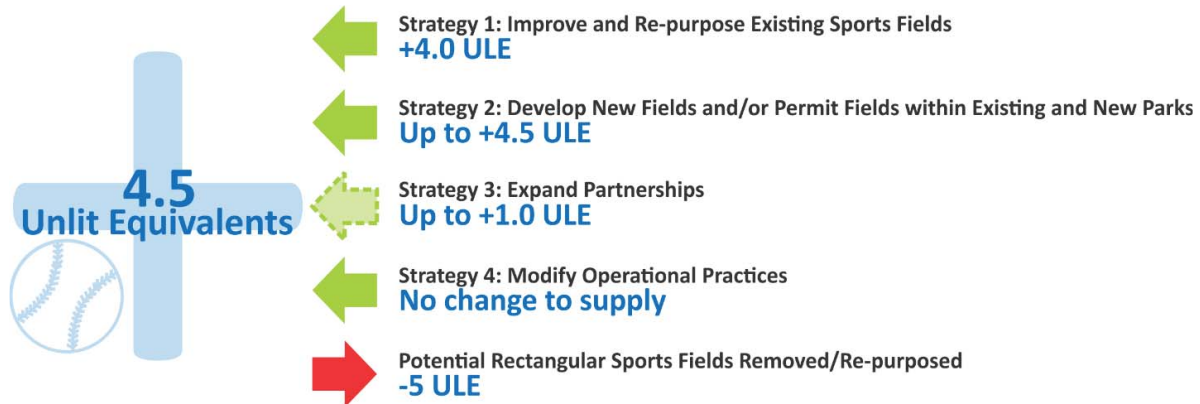 4.5
Unlit Equivalents
Strategy 1: Improve and Re-purpose Existing Sports Fields
+4.0 ULE
Strategy 2: Develop New Fields and/or Permit Fields within Existing and New Parks
Up to +4.5 ULE
Strategy 3: Expand Partnerships
Up to +1.0 ULE
Strategy 4: Modify Operational Practices
No change to supply
Potential Rectangular Sports Fields Removed/Re-purposed
-5 ULE